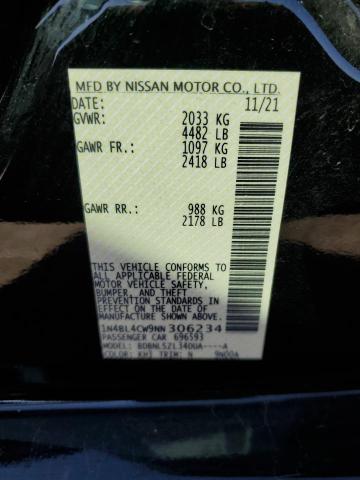 MFD BY NISSAN MOTOR CO., LTD.
DATE: 11/21
GVWR: 2033 KG
4482 LB
GAWR FR.: 1097 KG
2418 LB
GAWR RR.: 988 KG
2178 LB
THIS VEHICLE CONFORMS TO
ALL APPLICABLE FEDERAL
MOTOR VEHICLE SAFETY,
BUMPER, AND THEFT
PREVENTION STANDARDS IN
EFFECT ON THE DATE OF
MANUFACTURE SHOWN ABOVE.
1N4BL4CW9NN306234
PASSENGER CAR 696593
MODEL: BDBNLSZL34DUA----A
COLOR: KH3 TRIM: N 9N00A